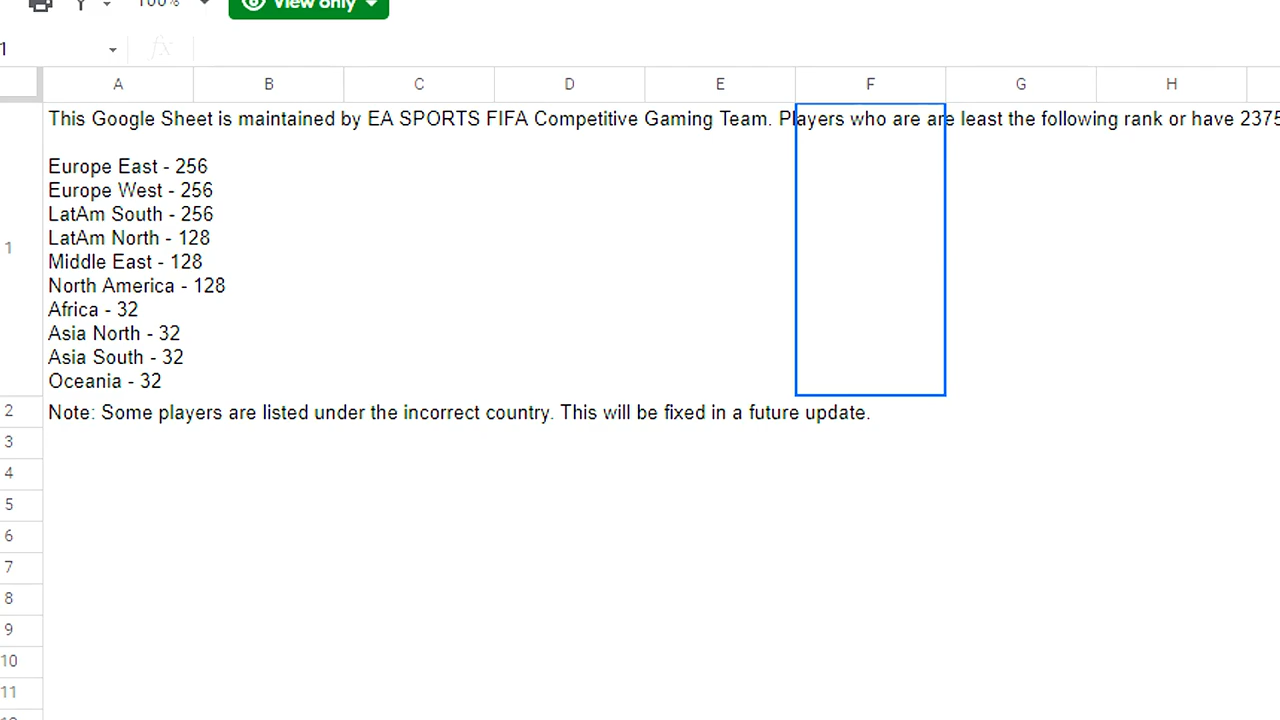 100%
View only
1
A B C D E F G H
This Google Sheet is maintained by EA SPORTS FIFA Competitive Gaming Team. Players who are are least the following rank or have 2375
Europe East - 256
Europe West - 256
LatAm South - 256
LatAm North - 128
1
Middle East - 128
North America - 128
Africa - 32
Asia North - 32
Asia South - 32
Oceania - 32
2 Note: Some players are listed under the incorrect country. This will be fixed in a future update.
3
4
5
6
7
8
9
10
11